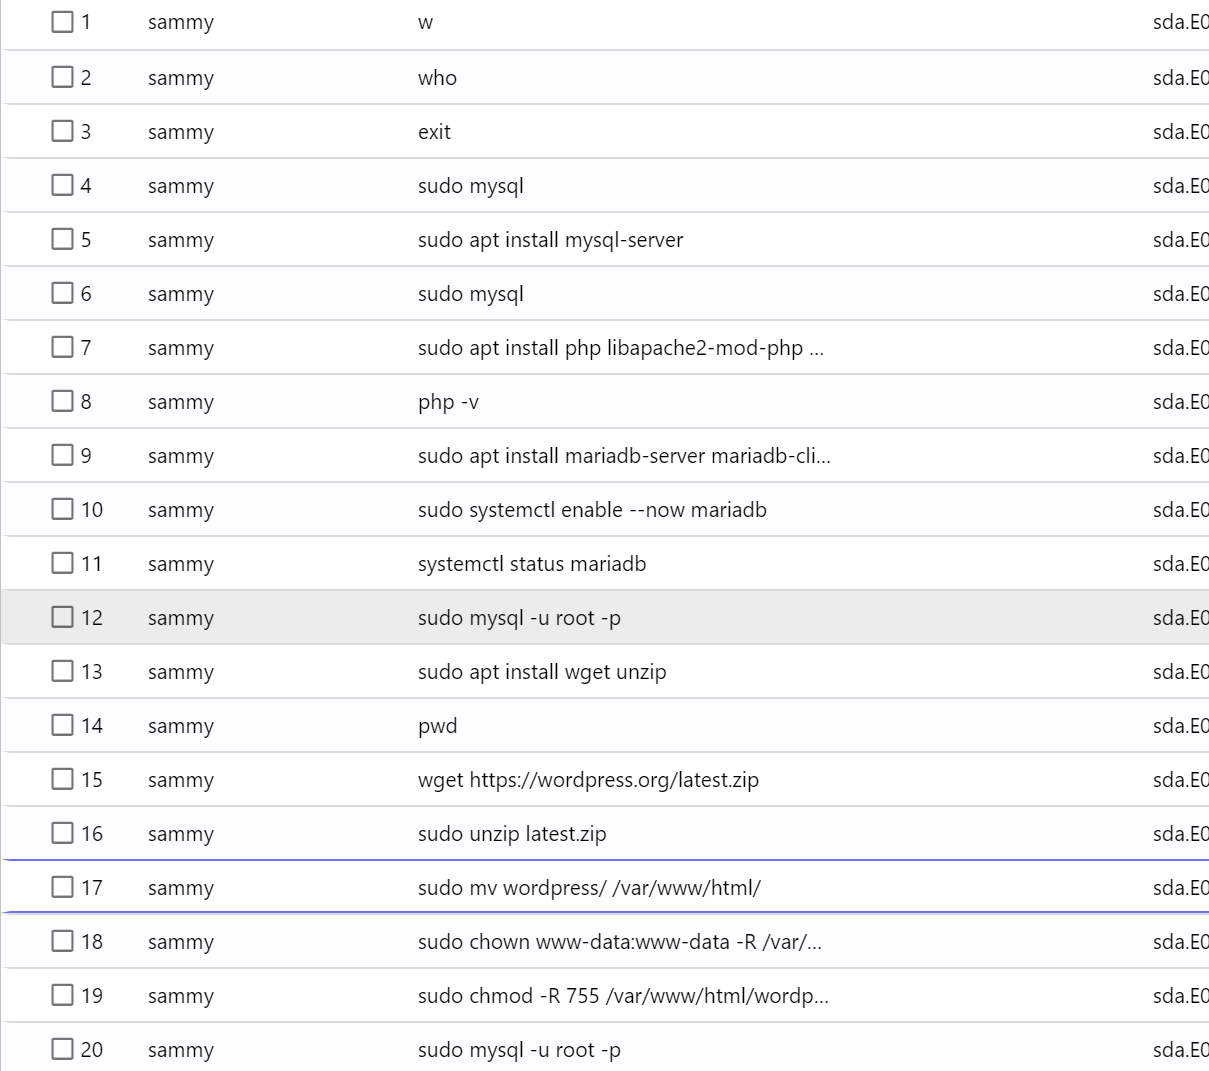 1 sammy w sda.E0
2 sammy who sda.E0
3 sammy exit sda.E0
4 sammy sudo mysql sda.E0
5 sammy sudo apt install mysql-server sda.E0
6 sammy sudo mysql sda.E0
7 sammy sudo apt install php libapache2-mod-php ... sda.E0
8 sammy php -v sda.E0
9 sammy sudo apt install mariadb-server mariadb-cli... sda.E0
10 sammy sudo systemctl enable --now mariadb sda.E0
11 sammy systemctl status mariadb sda.E0
12 sammy sudo mysql -u root -p sda.E0
13 sammy sudo apt install wget unzip sda.E0
14 sammy pwd sda.E0
15 sammy wget https://wordpress.org/latest.zip sda.E0
16 sammy sudo unzip latest.zip sda.E0
17 sammy sudo mv wordpress/ /var/www/html/ sda.E0
18 sammy sudo chown www-data:www-data -R /var/... sda.E0
19 sammy sudo chmod -R 755 /var/www/html/wordp... sda.E0
20 sammy sudo mysql -u root -p sda.E0